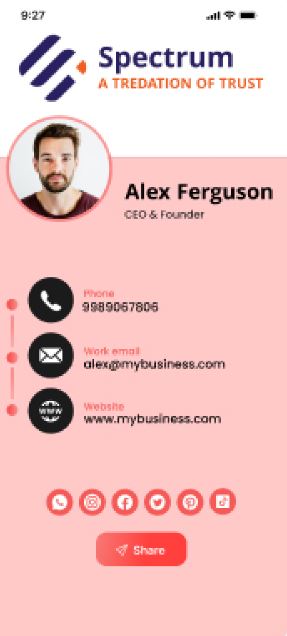 9:27
Spectrum
A TREDATION OF TRUST
Alex Ferguson
CEO & Founder
Phone
9989067806
Work email
alex@mybusiness.com
www
Website
www.mybusiness.com
Share